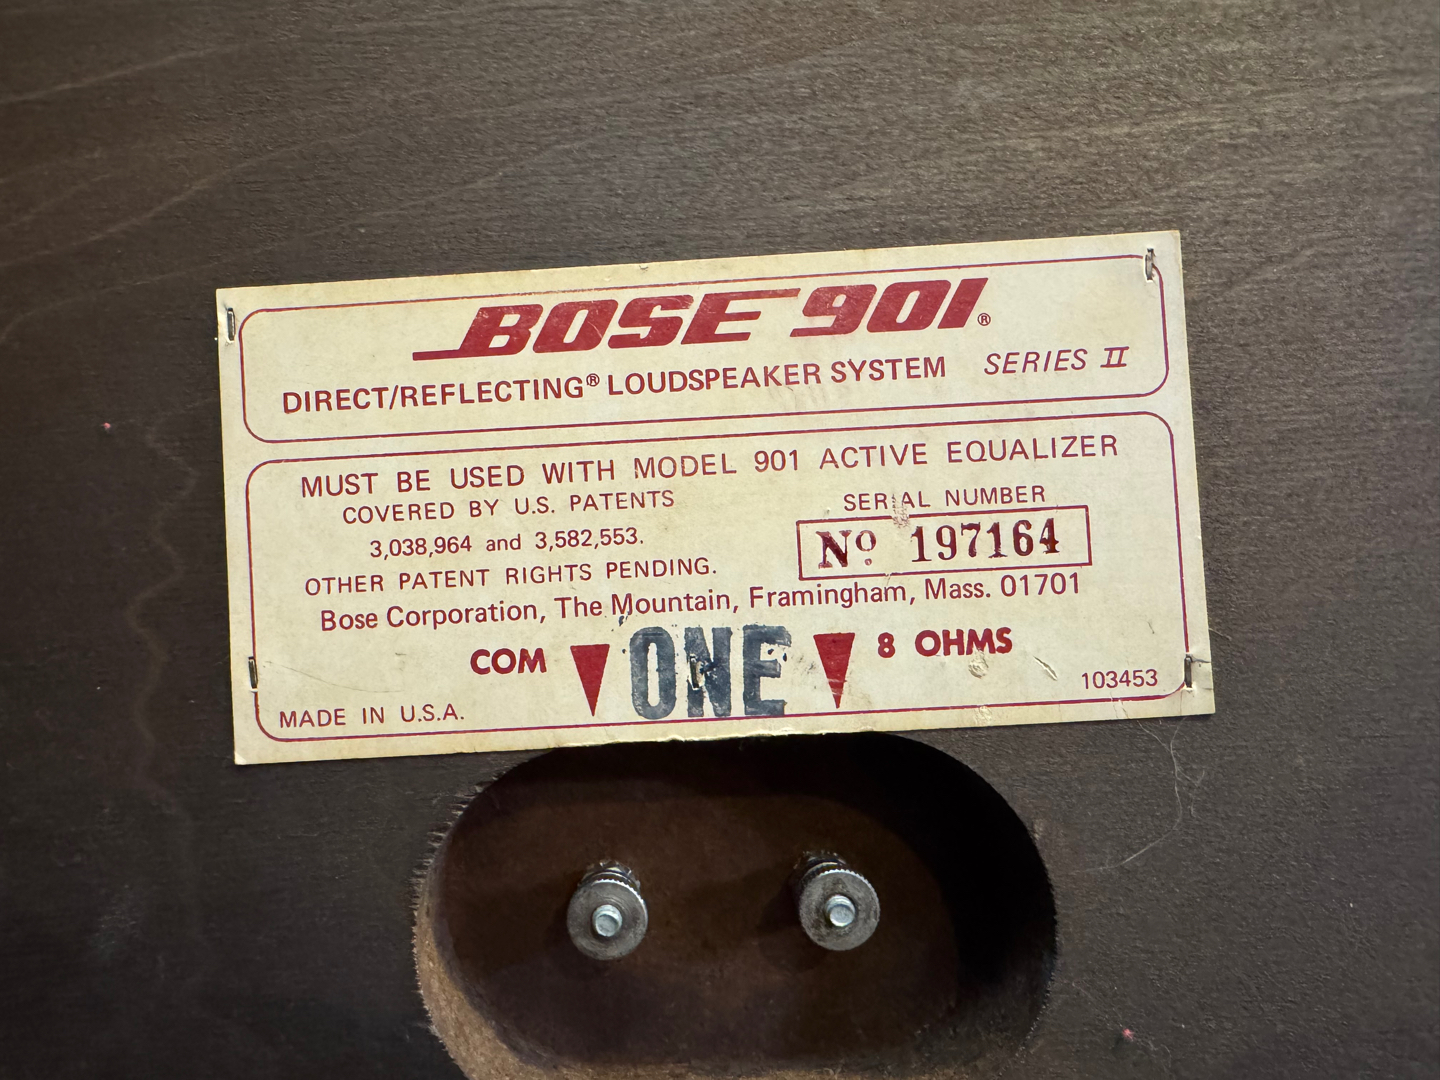 BOSE 901®
DIRECT/REFLECTING® LOUDSPEAKER SYSTEM SERIES II
MUST BE USED WITH MODEL 901 ACTIVE EQUALIZER
COVERED BY U.S. PATENTS
3,038,964 and 3,582,553.
OTHER PATENT RIGHTS PENDING.
SERIAL NUMBER
Nº 197164
Bose Corporation, The Mountain, Framingham, Mass. 01701
COM ONE 8 OHMS
MADE IN U.S.A. 103453